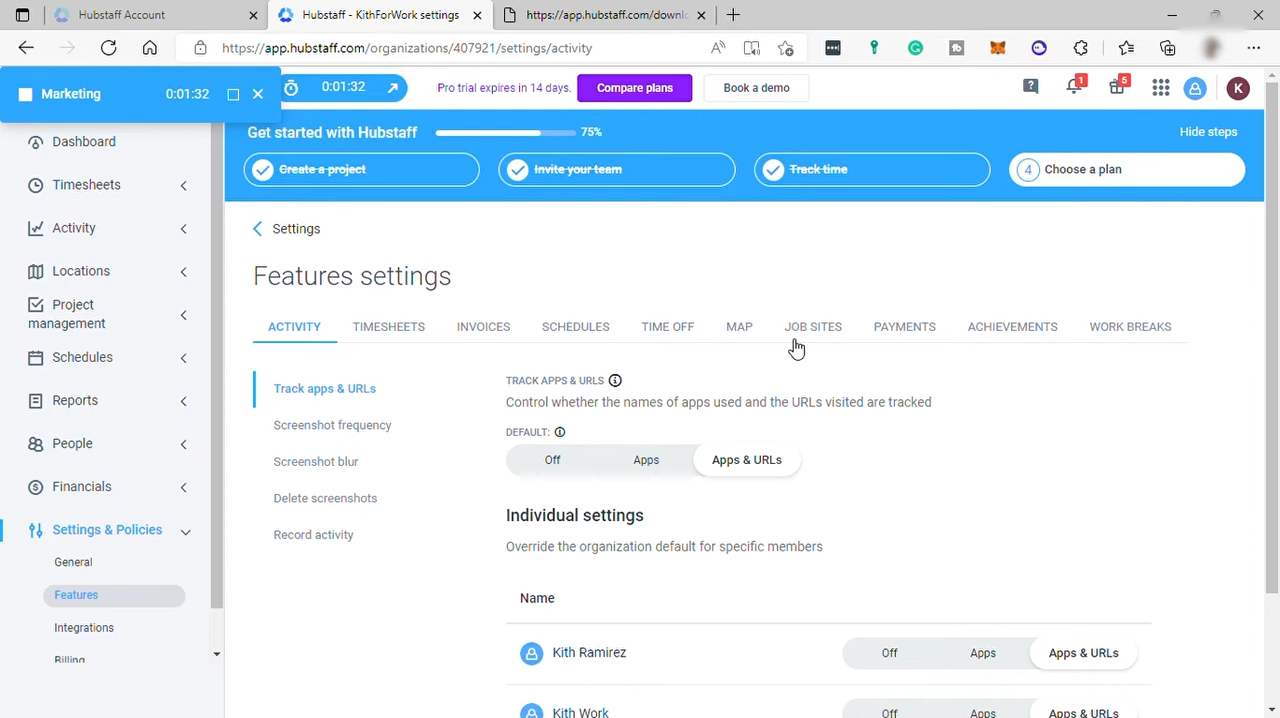 Hubstaff Account
Hubstaff - KithForWork settings
https://app.hubstaff.com/downl
https://app.hubstaff.com/organizations/407921/settings/activity
Marketing
0:01:32
0:01:32
Pro trial expires in 14 days.
Compare plans
Book a demo
1
5
K
Get started with Hubstaff
75%
Hide steps
Create a project
Invite your team
Track time
4
Choose a plan
Dashboard
Timesheets
Activity
Locations
Project
management
Schedules
Reports
People
Financials
Settings & Policies
General
Features
Integrations
Billing
Settings
Features settings
ACTIVITY
TIMESHEETS
INVOICES
SCHEDULES
TIME OFF
MAP
JOB SITES
PAYMENTS
ACHIEVEMENTS
WORK BREAKS
Track apps & URLs
Screenshot frequency
Screenshot blur
Delete screenshots
Record activity
TRACK APPS & URLS
Control whether the names of apps used and the URLs visited are tracked
DEFAULT:
Off
Apps
Apps & URLs
Individual settings
Override the organization default for specific members
Name
Kith Ramirez
Off
Apps
Apps & URLs
Kith Work
Off
Apps
Apps & URLs